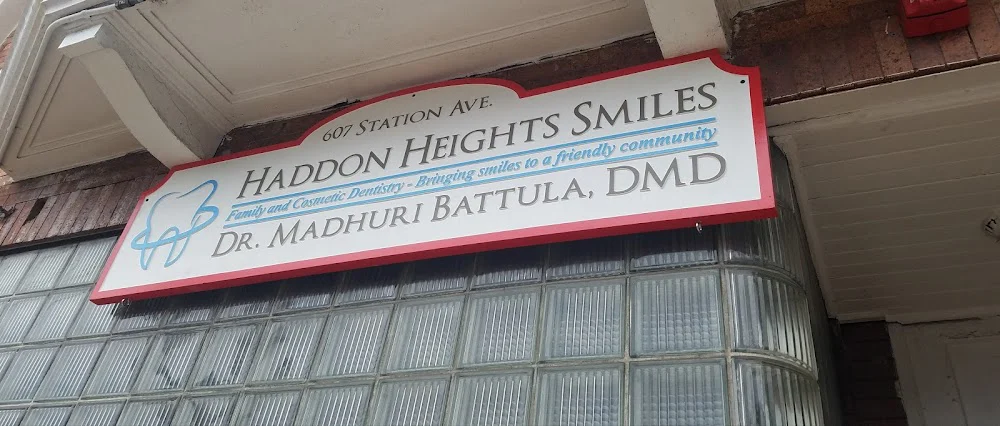 607 Station Ave.
Haddon Heights Smiles
Family and Cosmetic Dentistry - Bringing smiles to a friendly community
Dr. Madhuri Battula, DMD